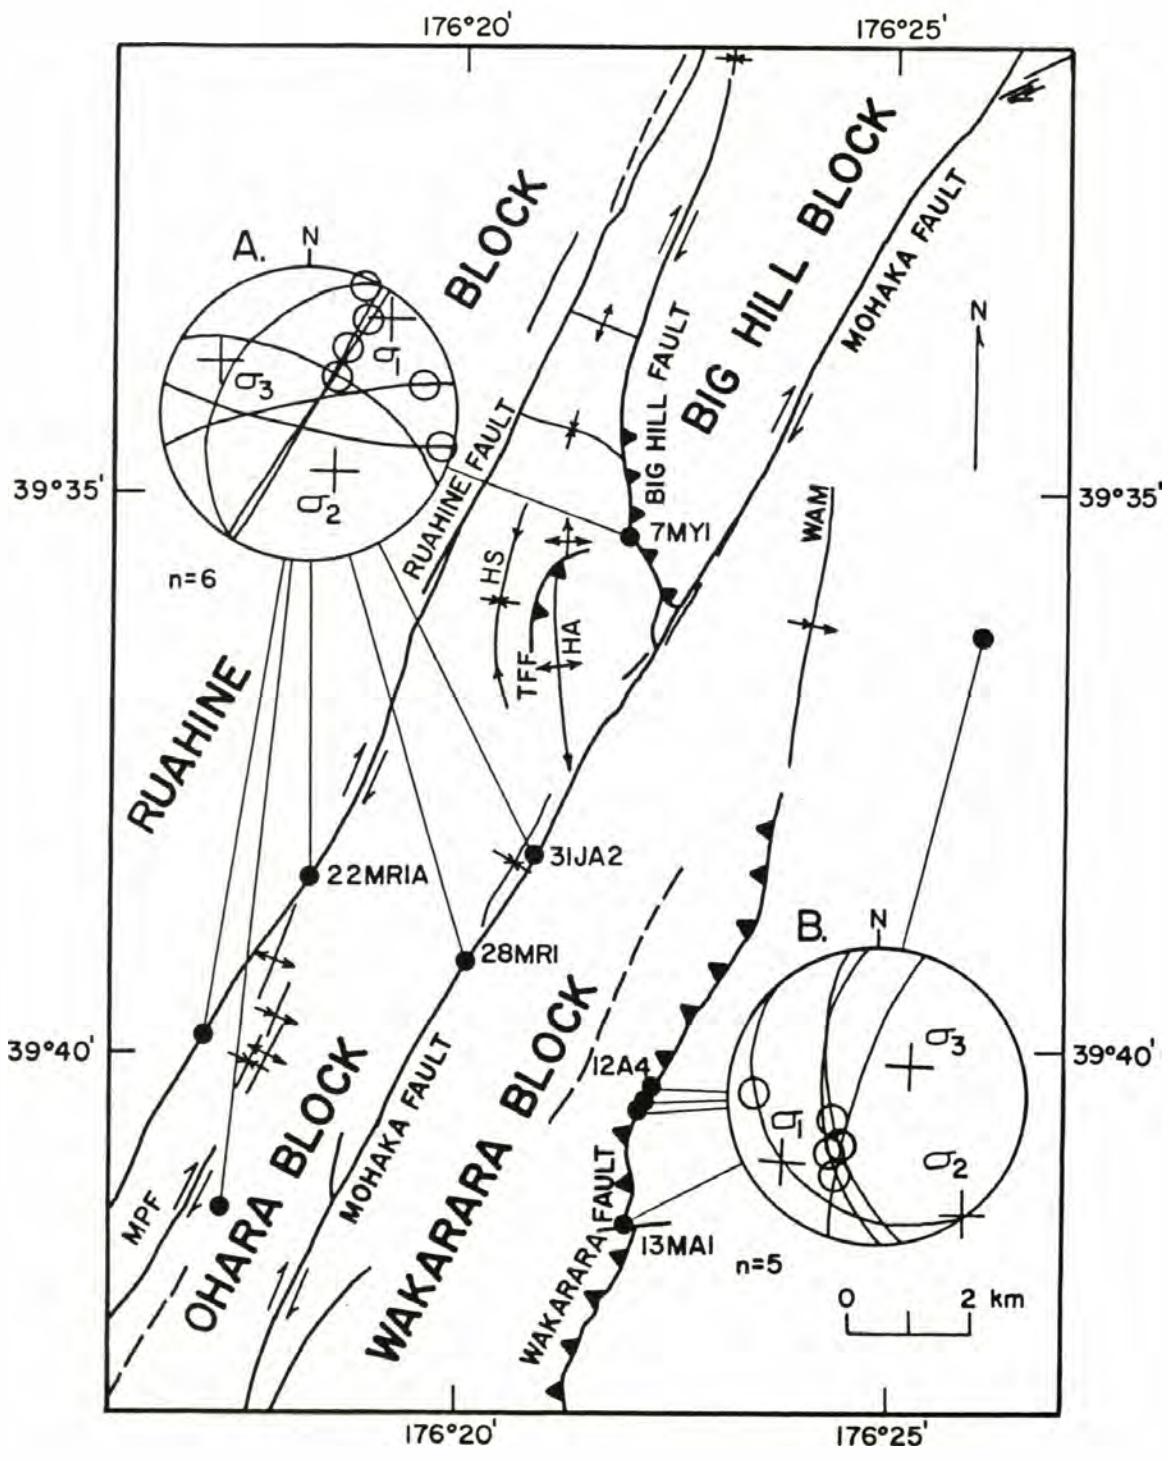 176°20'
176°25'
RUAHINE BLOCK
BIG HILL BLOCK
MOHAKA FAULT
A.
N
σ1
σ3
σ2
n=6
BIG HILL FAULT
N
RUAHINE FAULT
39°35'
39°35'
7MY1
WAM
HS
TFF
HA
22MR1A
31JA2
28MR1
B.
N
σ3
σ1
σ2
n=5
39°40'
39°40'
12A4
OHARA BLOCK
MOHAKA FAULT
WAKARARA BLOCK
WAKARARA FAULT
13MA1
MPF
0 2 km
176°20'
176°25'